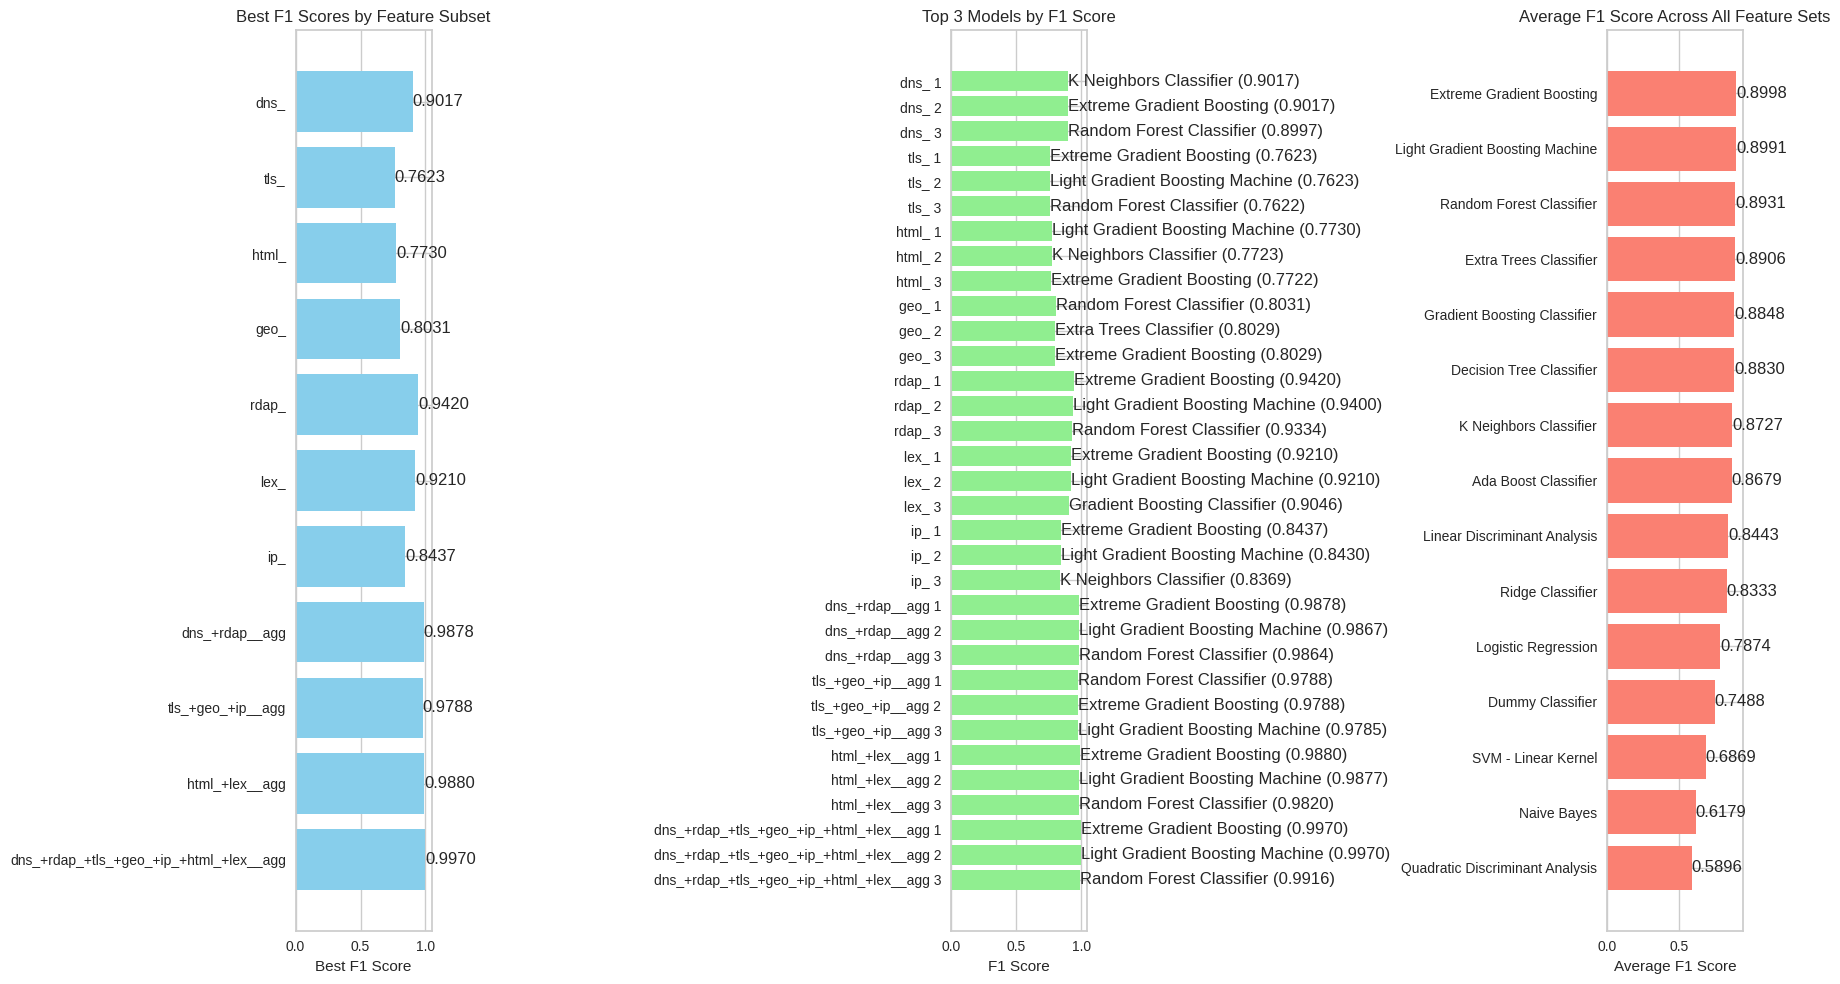 Best F1 Scores by Feature Subset
dns_
0.9017
tls_
0.7623
html_
0.7730
geo_
0.8031
rdap_
0.9420
lex_
0.9210
ip_
0.8437
dns_+rdap__agg
0.9878
tls_+geo_+ip__agg
0.9788
html_+lex__agg
0.9880
dns_+rdap_+tls_+geo_+ip_+html_+lex__agg
0.9970
0.0 0.5 1.0
Best F1 Score
Top 3 Models by F1 Score
dns_ 1 K Neighbors Classifier (0.9017)
dns_ 2 Extreme Gradient Boosting (0.9017)
dns_ 3 Random Forest Classifier (0.8997)
tls_ 1 Extreme Gradient Boosting (0.7623)
tls_ 2 Light Gradient Boosting Machine (0.7623)
tls_ 3 Random Forest Classifier (0.7622)
html_ 1 Light Gradient Boosting Machine (0.7730)
html_ 2 K Neighbors Classifier (0.7723)
html_ 3 Extreme Gradient Boosting (0.7722)
geo_ 1 Random Forest Classifier (0.8031)
geo_ 2 Extra Trees Classifier (0.8029)
geo_ 3 Extreme Gradient Boosting (0.8029)
rdap_ 1 Extreme Gradient Boosting (0.9420)
rdap_ 2 Light Gradient Boosting Machine (0.9400)
rdap_ 3 Random Forest Classifier (0.9334)
lex_ 1 Extreme Gradient Boosting (0.9210)
lex_ 2 Light Gradient Boosting Machine (0.9210)
lex_ 3 Gradient Boosting Classifier (0.9046)
ip_ 1 Extreme Gradient Boosting (0.8437)
ip_ 2 Light Gradient Boosting Machine (0.8430)
ip_ 3 K Neighbors Classifier (0.8369)
dns_+rdap__agg 1 Extreme Gradient Boosting (0.9878)
dns_+rdap__agg 2 Light Gradient Boosting Machine (0.9867)
dns_+rdap__agg 3 Random Forest Classifier (0.9864)
tls_+geo_+ip__agg 1 Random Forest Classifier (0.9788)
tls_+geo_+ip__agg 2 Extreme Gradient Boosting (0.9788)
tls_+geo_+ip__agg 3 Light Gradient Boosting Machine (0.9785)
html_+lex__agg 1 Extreme Gradient Boosting (0.9880)
html_+lex__agg 2 Light Gradient Boosting Machine (0.9877)
html_+lex__agg 3 Random Forest Classifier (0.9820)
dns_+rdap_+tls_+geo_+ip_+html_+lex__agg 1 Extreme Gradient Boosting (0.9970)
dns_+rdap_+tls_+geo_+ip_+html_+lex__agg 2 Light Gradient Boosting Machine (0.9970)
dns_+rdap_+tls_+geo_+ip_+html_+lex__agg 3 Random Forest Classifier (0.9916)
0.0 0.5 1.0
F1 Score
Average F1 Score Across All Feature Sets
Extreme Gradient Boosting 0.8998
Light Gradient Boosting Machine 0.8991
Random Forest Classifier 0.8931
Extra Trees Classifier 0.8906
Gradient Boosting Classifier 0.8848
Decision Tree Classifier 0.8830
K Neighbors Classifier 0.8727
Ada Boost Classifier 0.8679
Linear Discriminant Analysis 0.8443
Ridge Classifier 0.8333
Logistic Regression 0.7874
Dummy Classifier 0.7488
SVM - Linear Kernel 0.6869
Naive Bayes 0.6179
Quadratic Discriminant Analysis 0.5896
0.0 0.5
Average F1 Score